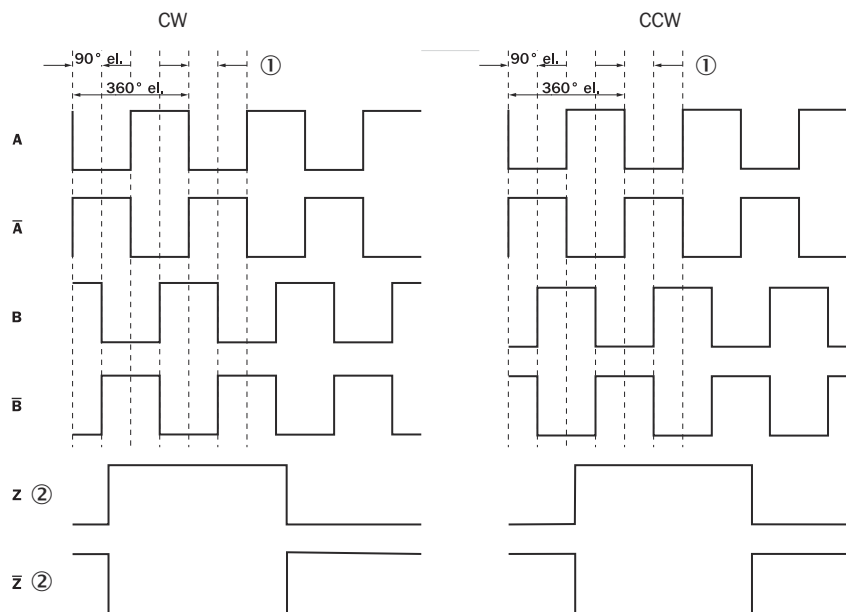 CW CCW
90° el. ① 90° el. ①
360° el. 360° el.
A
A̅
B
B̅
Z ②
Z̅ ②